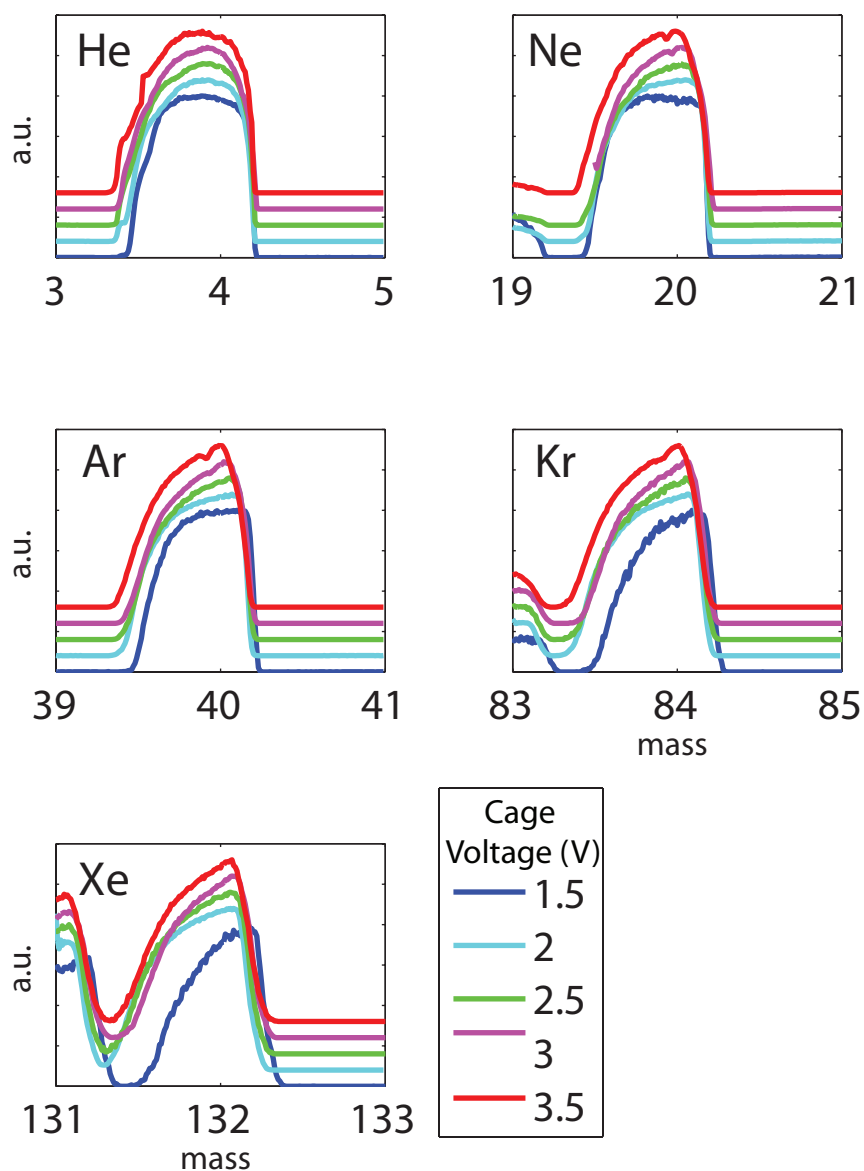 He
Ne
a.u.
3 4 5
19 20 21
Ar
Kr
a.u.
39 40 41
83 84 85
mass
Xe
a.u.
131 132 133
mass
Cage
Voltage (V)
1.5
2
2.5
3
3.5